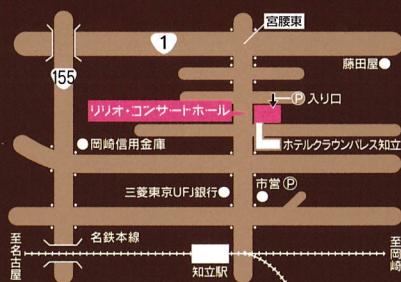 宮腰東
1
155
藤田屋
Ⓟ入り口
リリオ・コンサートホール
岡崎信用金庫
ホテルクラウンパレス知立
三菱東京UFJ銀行
市営Ⓟ
至名古屋
名鉄本線
知立駅
至岡崎